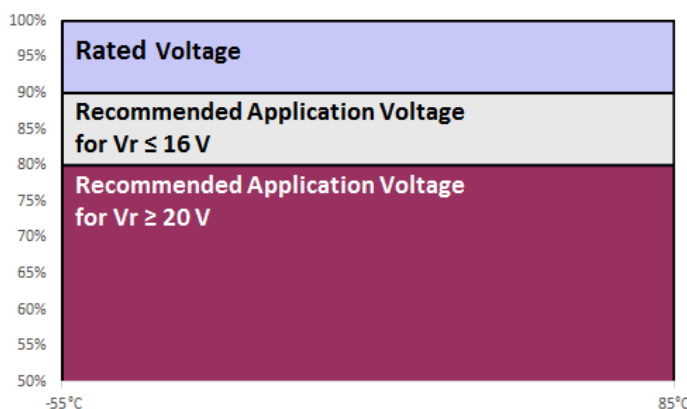 100%
95%
Rated Voltage
90%
Recommended Application Voltage
85%
for Vr ≤ 16 V
80%
Recommended Application Voltage
75%
for Vr ≥ 20 V
70%
65%
60%
55%
50%
-55°C 85°C